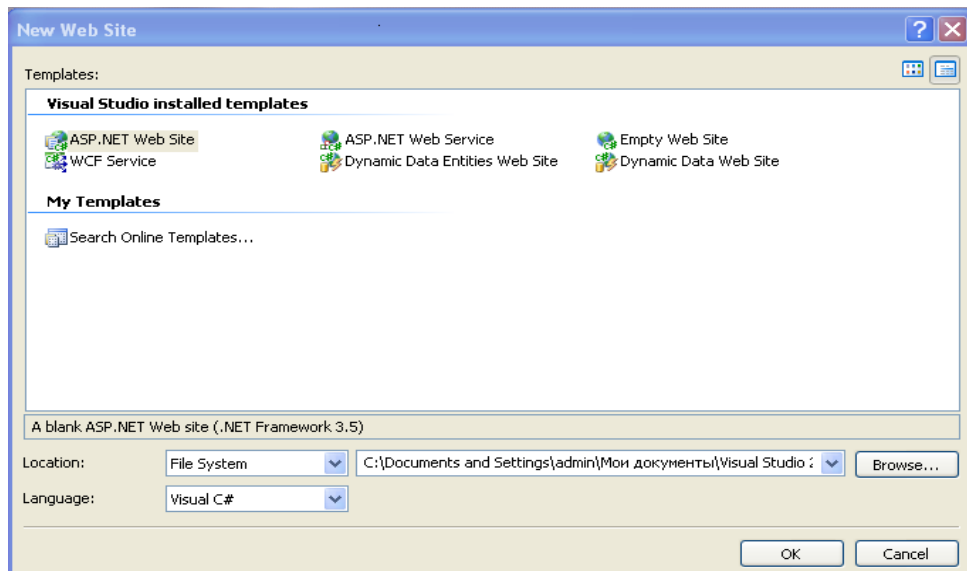 New Web Site
Templates:
Visual Studio installed templates
ASP.NET Web Site ASP.NET Web Service Empty Web Site
WCF Service Dynamic Data Entities Web Site Dynamic Data Web Site
My Templates
Search Online Templates...
A blank ASP.NET Web site (.NET Framework 3.5)
Location: File System C:\Documents and Settings\admin\Мои документы\Visual Studio 2 Browse...
Language: Visual C#
OK Cancel